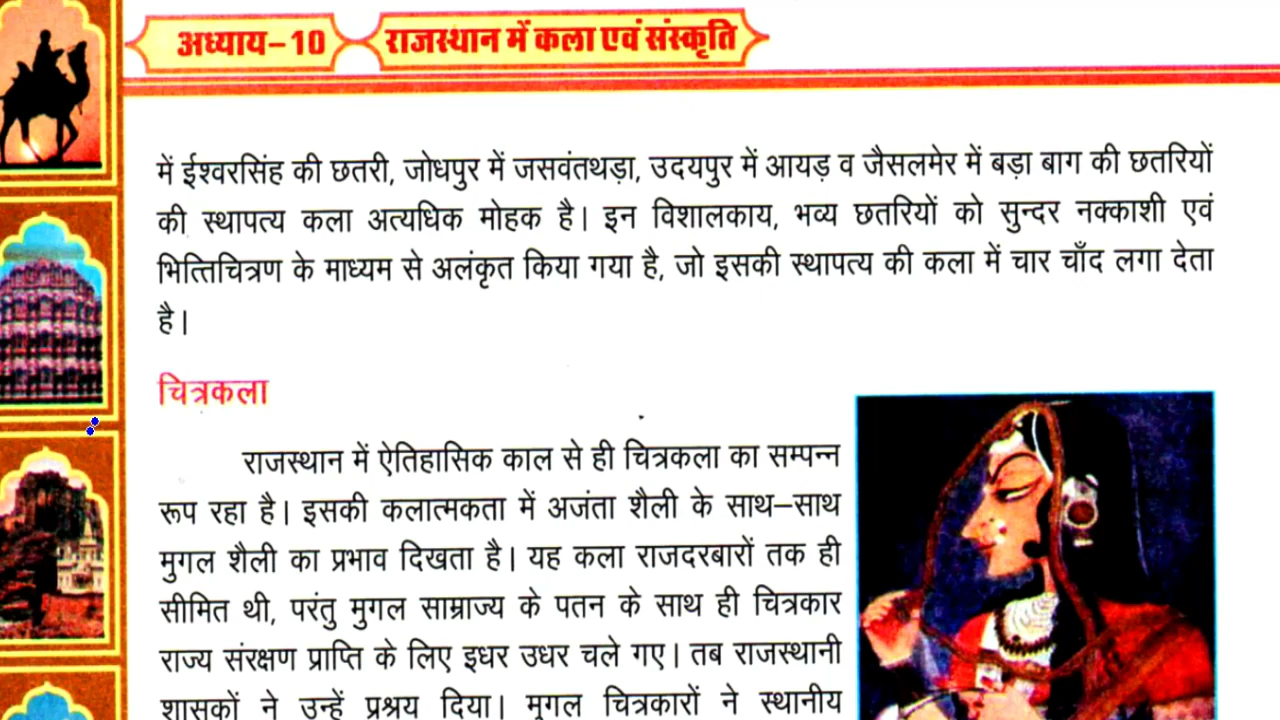 अध्याय–10 राजस्थान में कला एवं संस्कृति
में ईश्वरसिंह की छतरी, जोधपुर में जसवंतथड़ा, उदयपुर में आयड़ व जैसलमेर में बड़ा बाग की छतरियों
की स्थापत्य कला अत्यधिक मोहक है। इन विशालकाय, भव्य छतरियों को सुन्दर नक्काशी एवं
भित्तिचित्रण के माध्यम से अलंकृत किया गया है, जो इसकी स्थापत्य की कला में चार चाँद लगा देता
है।
चित्रकला
राजस्थान में ऐतिहासिक काल से ही चित्रकला का सम्पन्न
रूप रहा है। इसकी कलात्मकता में अजंता शैली के साथ–साथ
मुगल शैली का प्रभाव दिखता है। यह कला राजदरबारों तक ही
सीमित थी, परंतु मुगल साम्राज्य के पतन के साथ ही चित्रकार
राज्य संरक्षण प्राप्ति के लिए इधर उधर चले गए। तब राजस्थानी
शासकों ने उन्हें प्रश्रय दिया। मुगल चित्रकारों ने स्थानीय